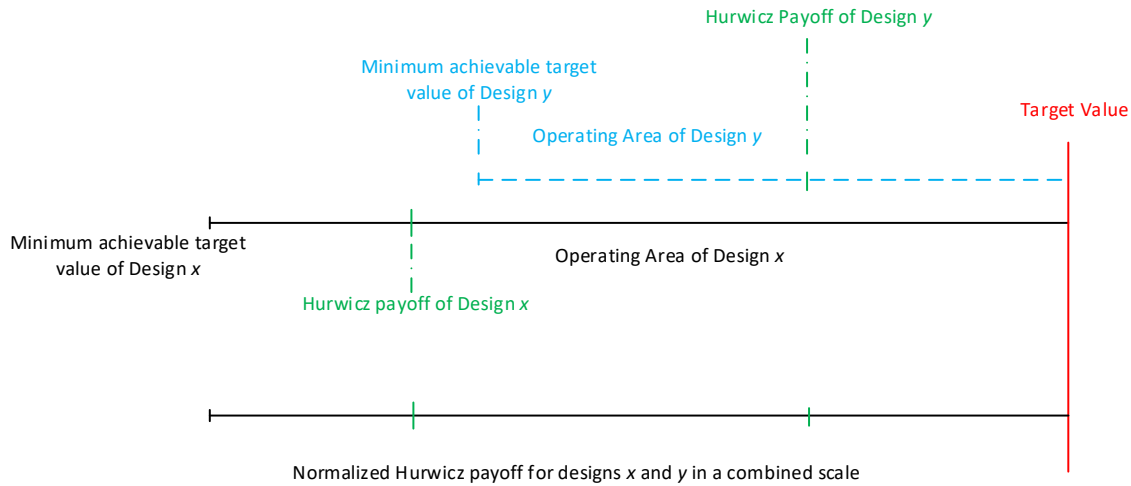 Hurwicz Payoff of Design y
Minimum achievable target
value of Design y
Target Value
Operating Area of Design y
Minimum achievable target
value of Design x
Operating Area of Design x
Hurwicz payoff of Design x
Normalized Hurwicz payoff for designs x and y in a combined scale